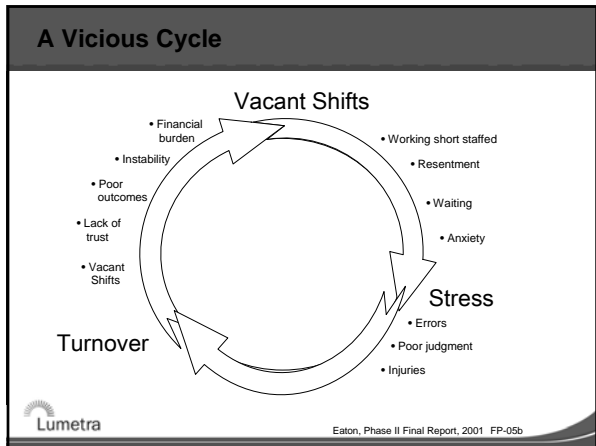 A Vicious Cycle
Vacant Shifts
• Financial
burden
• Instability
• Poor
outcomes
• Lack of
trust
• Vacant
Shifts
• Working short staffed
• Resentment
• Waiting
• Anxiety
Stress
• Errors
• Poor judgment
• Injuries
Turnover
Lumetra
Eaton, Phase II Final Report, 2001 FP-05b